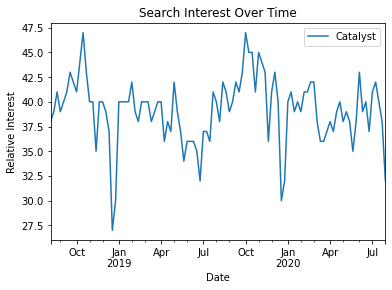 Search Interest Over Time
Catalyst
Relative Interest
47.5
45.0
42.5
40.0
37.5
35.0
32.5
30.0
27.5
Oct
Jan
2019
Apr
Jul
Oct
Jan
2020
Apr
Jul
Date